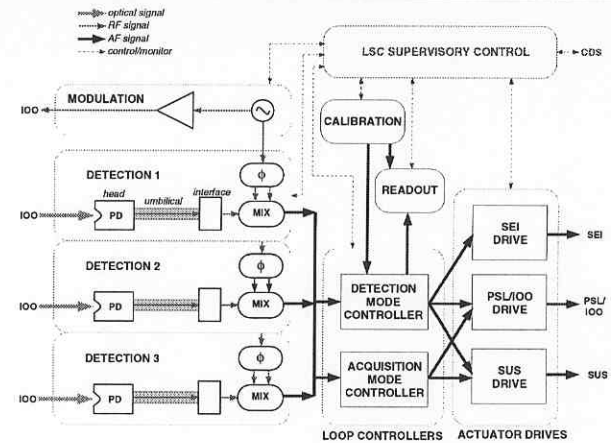 optical signal
RF signal
AF signal
control/monitor
LSC SUPERVISORY CONTROL
CDS
MODULATION
IOO
CALIBRATION
READOUT
DETECTION 1
head
umbilical
interface
ϕ
IOO
PD
MIX
DETECTION 2
ϕ
IOO
PD
MIX
DETECTION 3
ϕ
IOO
PD
MIX
DETECTION
MODE
CONTROLLER
ACQUISITION
MODE
CONTROLLER
LOOP CONTROLLERS
SEI
DRIVE
SEI
PSL/IOO
DRIVE
PSL/
IOO
SUS
DRIVE
SUS
ACTUATOR DRIVES